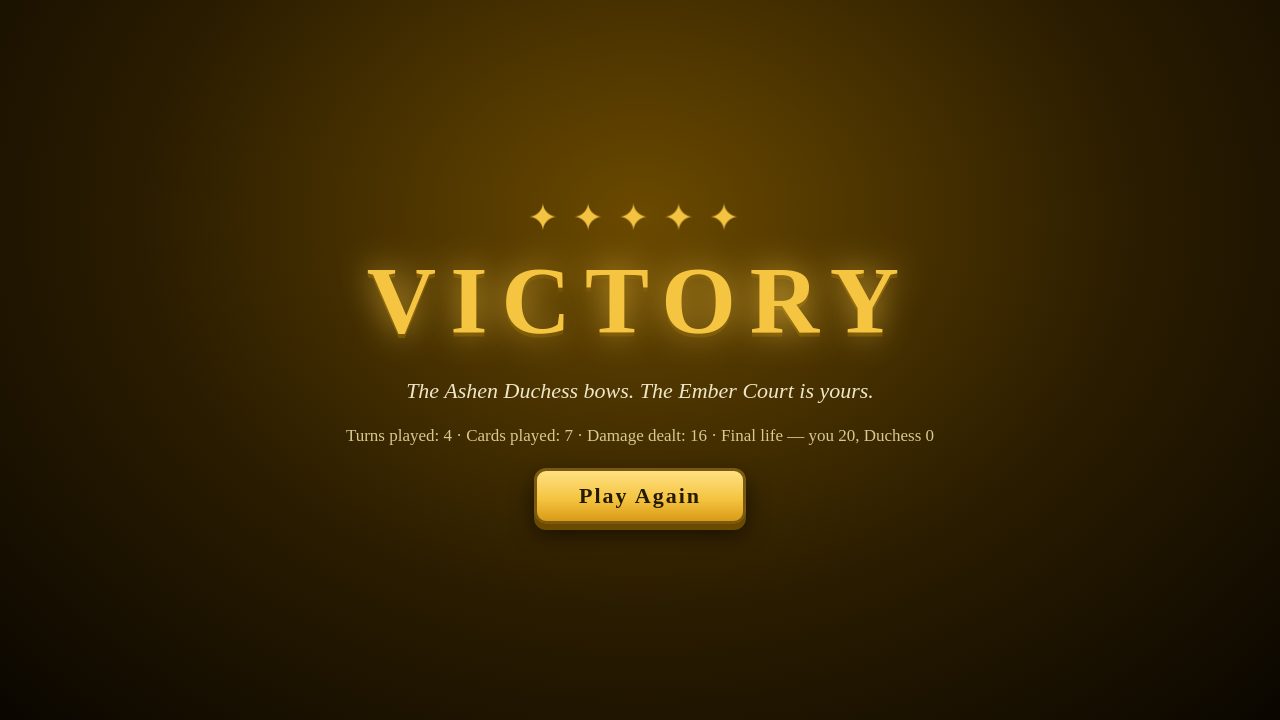 VICTORY
The Ashen Duchess bows. The Ember Court is yours.
Turns played: 4 · Cards played: 7 · Damage dealt: 16 · Final life — you 20, Duchess 0
Play Again